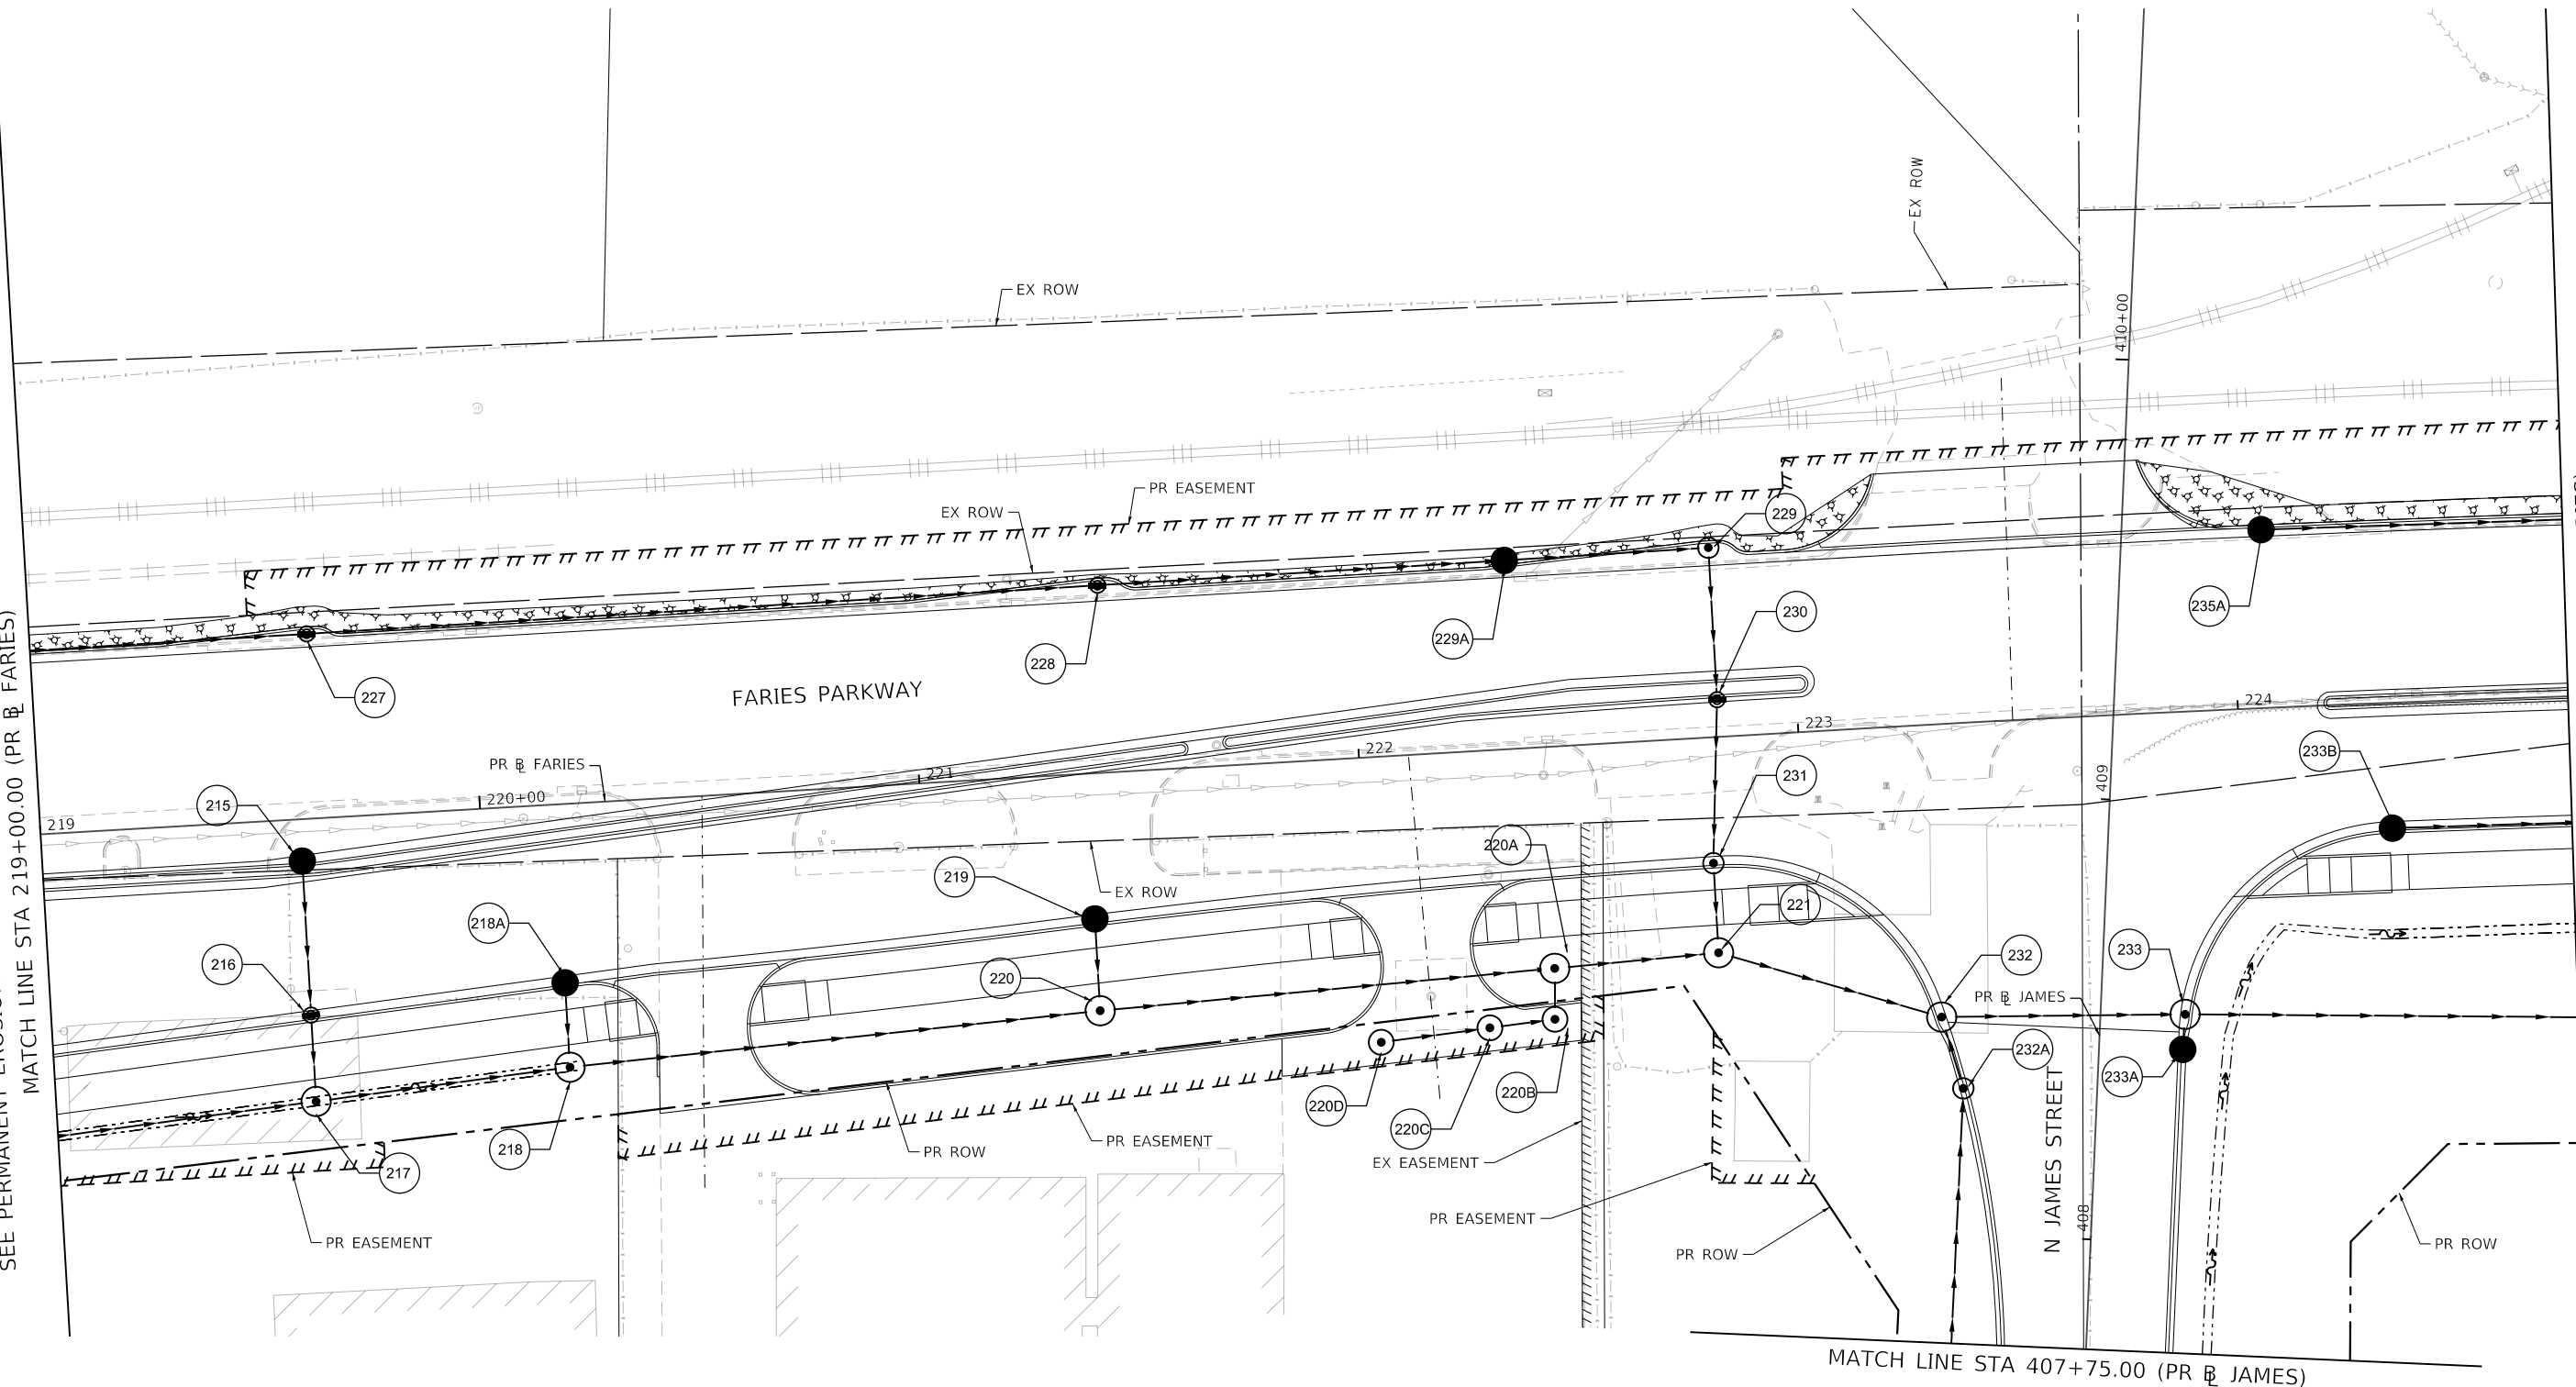 EX ROW
EX ROW
410+00
PR EASEMENT
EX ROW
229
235A
230
229A
228
227
FARIES PARKWAY
224
223
222
221
220+00
219
PR ℄ FARIES
233B
215
231
220A
219
EX ROW
409
218A
221
216
220
232
233
PR ℄ JAMES
232A
233A
220D
220B
220C
218
217
PR ROW
PR EASEMENT
EX EASEMENT
PR EASEMENT
PR EASEMENT
PR ROW
N JAMES STREET
408
PR ROW
MATCH LINE STA 219+00.00 (PR ℄ FARIES)
SEE PERMANENT
MATCH LINE STA 407+75.00 (PR ℄ JAMES)